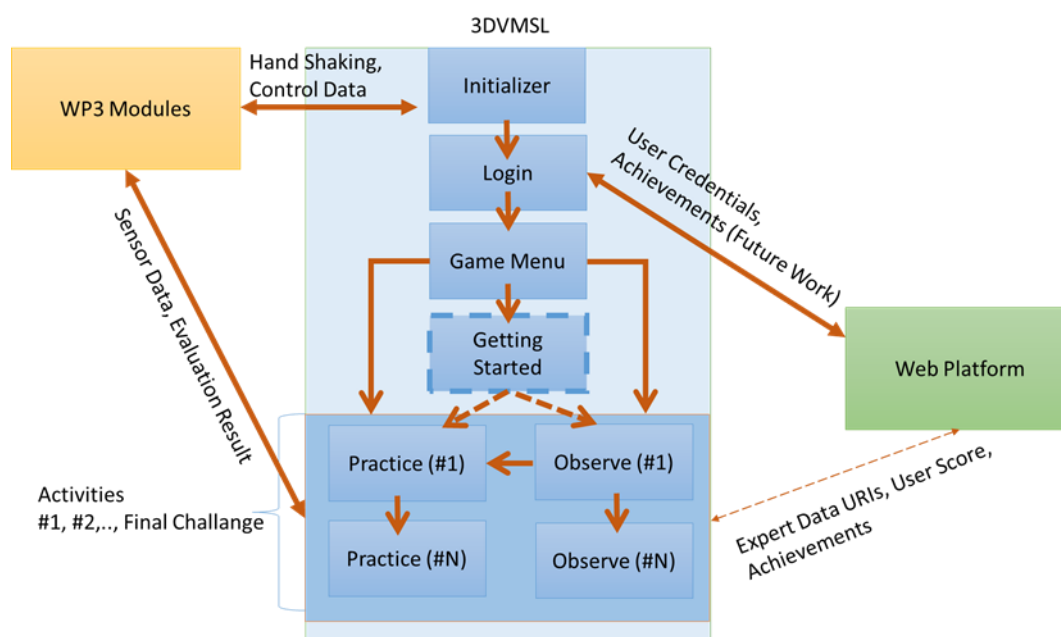 3DVMSL
Hand Shaking,
Control Data
Initializer
WP3 Modules
Login
User Credentials,
Achievements (Future Work)
Game Menu
Sensor Data, Evaluation Result
Getting
Started
Web Platform
Practice (#1)
Observe (#1)
Activities
#1, #2,.., Final Challange
Practice (#N)
Observe (#N)
Expert Data URIs, User Score,
Achievements